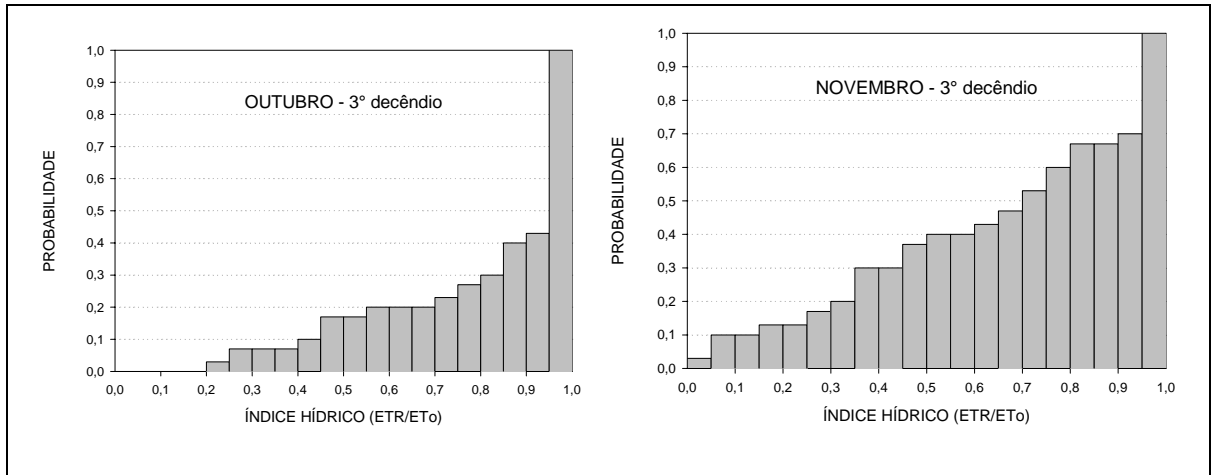 OUTUBRO - 3° decêndio
PROBABILIDADE
1,0
0,9
0,8
0,7
0,6
0,5
0,4
0,3
0,2
0,1
0,0
0,0 0,1 0,2 0,3 0,4 0,5 0,6 0,7 0,8 0,9 1,0
ÍNDICE HÍDRICO (ETR/ETo)
NOVEMBRO - 3° decêndio
PROBABILIDADE
1,0
0,9
0,8
0,7
0,6
0,5
0,4
0,3
0,2
0,1
0,0
0,0 0,1 0,2 0,3 0,4 0,5 0,6 0,7 0,8 0,9 1,0
ÍNDICE HÍDRICO (ETR/ETo)